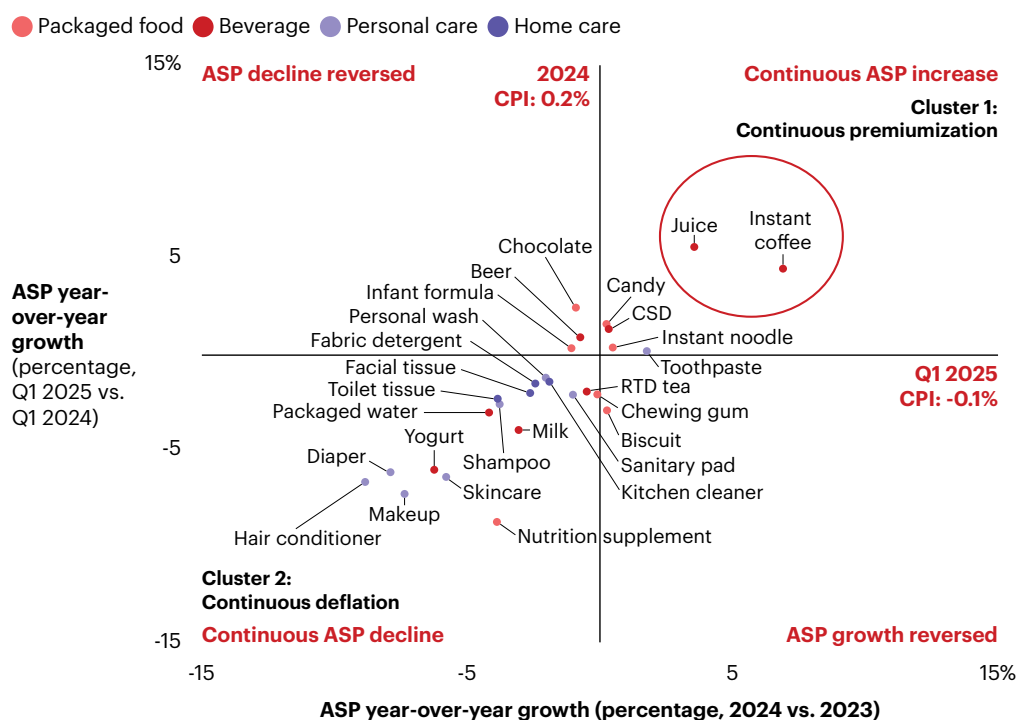 Packaged food Beverage Personal care Home care
15%
ASP decline reversed
2024
CPI: 0.2%
Continuous ASP increase
Cluster 1:
Continuous premiumization
Juice
Instant
coffee
Chocolate
5
Beer
Candy
Infant formula
CSD
Personal wash
Instant noodle
Fabric detergent
ASP year-
over-year
growth
(percentage,
Q1 2025 vs.
Q1 2024)
Facial tissue
Toothpaste
Q1 2025
CPI: -0.1%
Toilet tissue
RTD tea
Packaged water
Chewing gum
Milk
Yogurt
Biscuit
-5
Diaper
Shampoo
Sanitary pad
Skincare
Kitchen cleaner
Makeup
Hair conditioner
Nutrition supplement
Cluster 2:
Continuous deflation
Continuous ASP decline
ASP growth reversed
-15
-15
-5
5
15%
ASP year-over-year growth (percentage, 2024 vs. 2023)